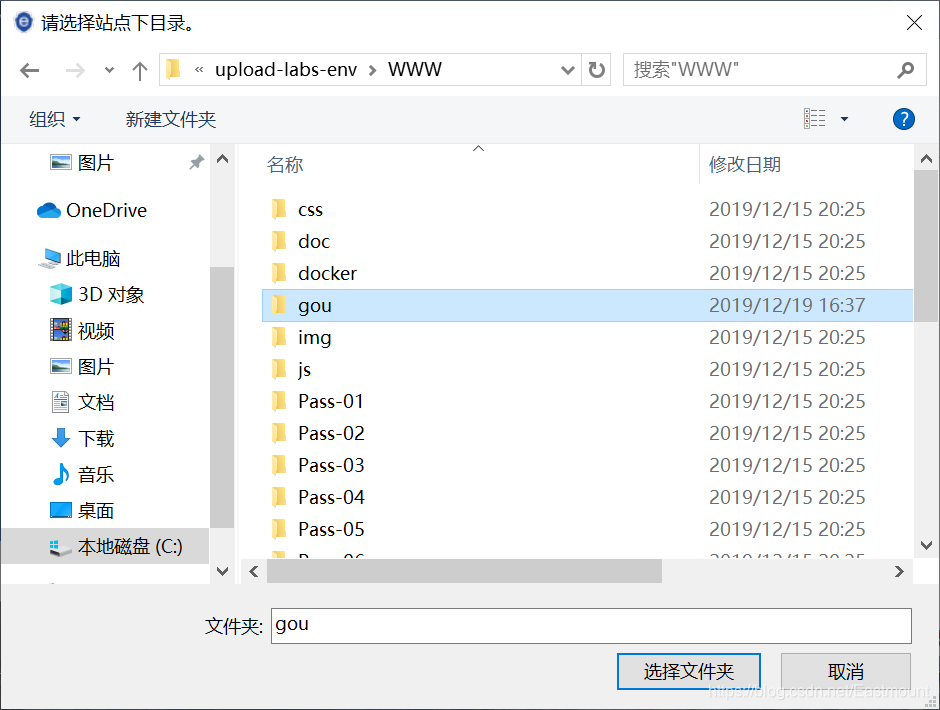 请选择站点下目录。
« upload-labs-env > WWW
搜索"WWW"
组织 新建文件夹
名称 修改日期
图片
OneDrive
此电脑
3D 对象
视频
图片
文档
下载
音乐
桌面
本地磁盘 (C:)
css 2019/12/15 20:25
doc 2019/12/15 20:25
docker 2019/12/15 20:25
gou 2019/12/19 16:37
img 2019/12/15 20:25
js 2019/12/15 20:25
Pass-01 2019/12/15 20:25
Pass-02 2019/12/15 20:25
Pass-03 2019/12/15 20:25
Pass-04 2019/12/15 20:25
Pass-05 2019/12/15 20:25
文件夹: gou
选择文件夹 取消
https://blog.csdn.net/Eastmount